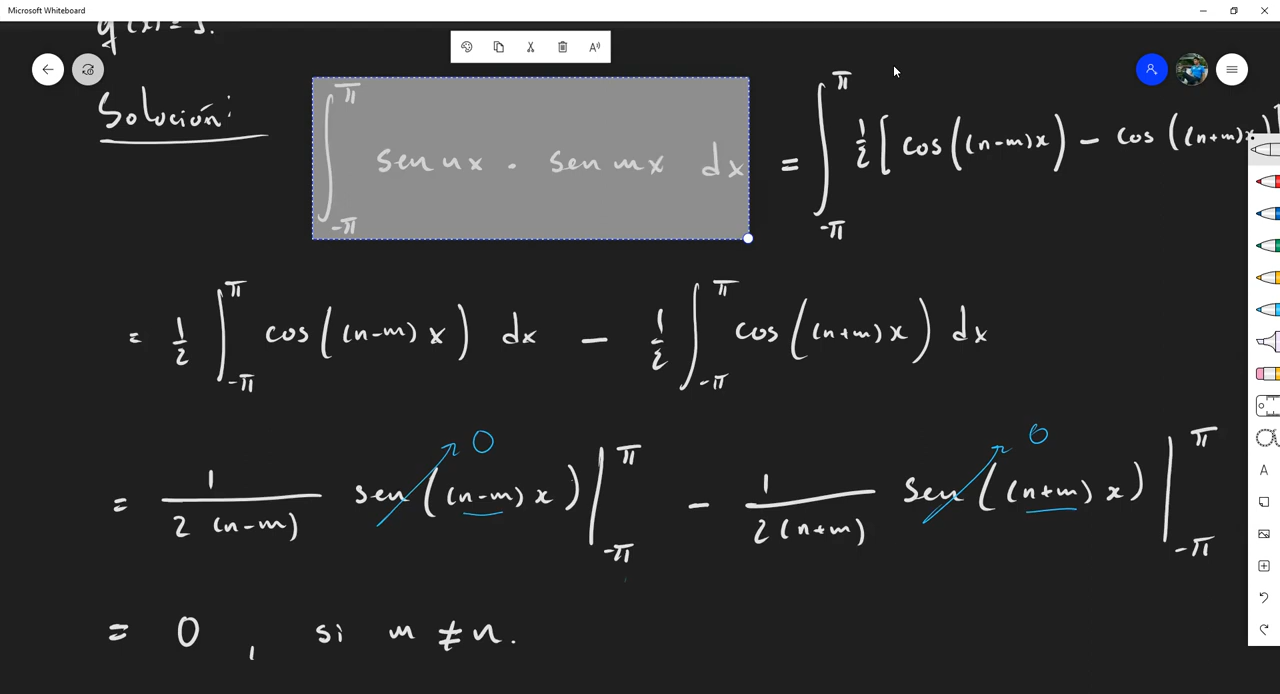 Microsoft Whiteboard
Solución:
∫_{-π}^{π} sen nx · sen mx dx = ∫_{-π}^{π} 1/2 [ cos((n-m)x) - cos((n+m)x)
= 1/2 ∫_{-π}^{π} cos((n-m)x) dx - 1/2 ∫_{-π}^{π} cos((n+m)x) dx
= 1/(2(n-m)) sen((n-m)x) |_{-π}^{π} - 1/(2(n+m)) sen((n+m)x) |_{-π}^{π}
0 0
= 0, si m ≠ n.